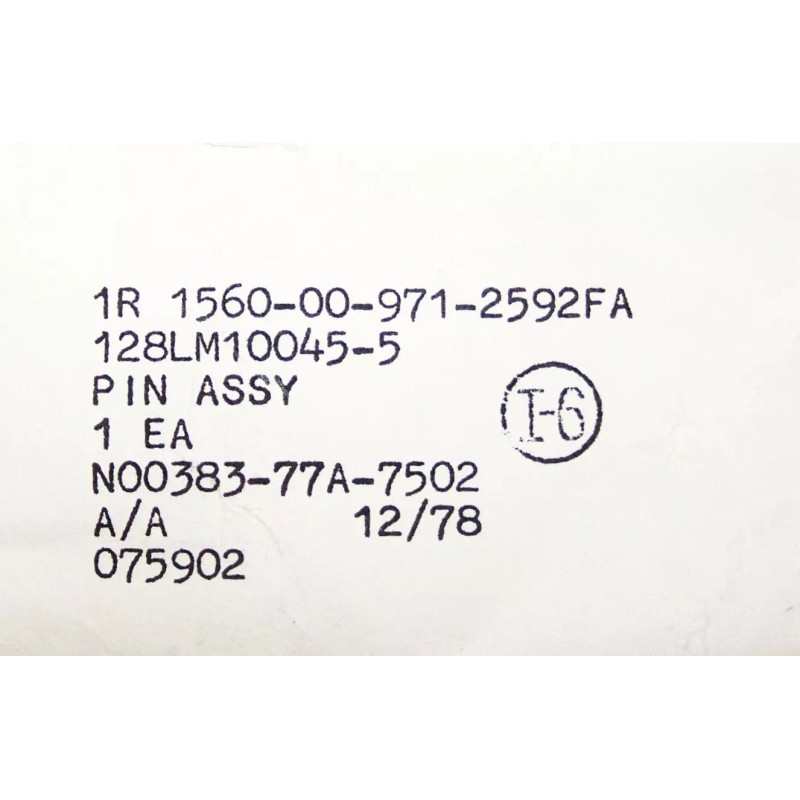 1R 1560-00-971-2592FA
128LM10045-5
PIN ASSY
1 EA
I-6
N00383-77A-7502
A/A 12/78
075902